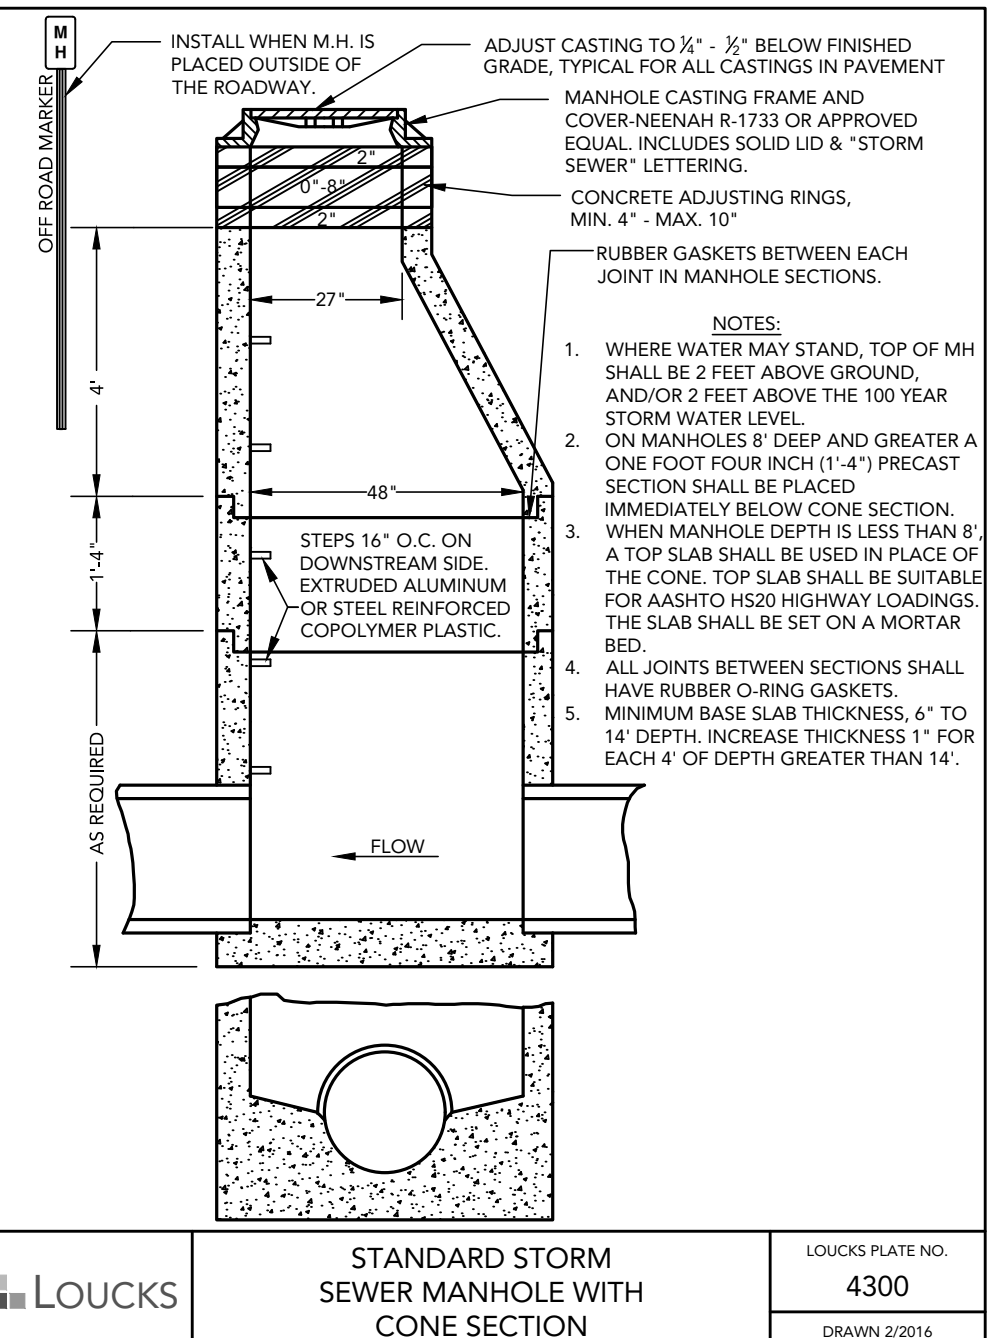 M
H
INSTALL WHEN M.H. IS
PLACED OUTSIDE OF
THE ROADWAY.
OFF ROAD MARKER
ADJUST CASTING TO ¼" - ½" BELOW FINISHED
GRADE, TYPICAL FOR ALL CASTINGS IN PAVEMENT
MANHOLE CASTING FRAME AND
COVER-NEENAH R-1733 OR APPROVED
EQUAL. INCLUDES SOLID LID & "STORM
SEWER" LETTERING.
2"
0"-8"
2"
CONCRETE ADJUSTING RINGS,
MIN. 4" - MAX. 10"
RUBBER GASKETS BETWEEN EACH
JOINT IN MANHOLE SECTIONS.
27"
4'
48"
1'-4"
STEPS 16" O.C. ON
DOWNSTREAM SIDE.
EXTRUDED ALUMINUM
OR STEEL REINFORCED
COPOLYMER PLASTIC.
AS REQUIRED
FLOW
NOTES:
1. WHERE WATER MAY STAND, TOP OF MH
SHALL BE 2 FEET ABOVE GROUND,
AND/OR 2 FEET ABOVE THE 100 YEAR
STORM WATER LEVEL.
2. ON MANHOLES 8' DEEP AND GREATER A
ONE FOOT FOUR INCH (1'-4") PRECAST
SECTION SHALL BE PLACED
IMMEDIATELY BELOW CONE SECTION.
3. WHEN MANHOLE DEPTH IS LESS THAN 8',
A TOP SLAB SHALL BE USED IN PLACE OF
THE CONE. TOP SLAB SHALL BE SUITABLE
FOR AASHTO HS20 HIGHWAY LOADINGS.
THE SLAB SHALL BE SET ON A MORTAR
BED.
4. ALL JOINTS BETWEEN SECTIONS SHALL
HAVE RUBBER O-RING GASKETS.
5. MINIMUM BASE SLAB THICKNESS, 6" TO
14' DEPTH. INCREASE THICKNESS 1" FOR
EACH 4' OF DEPTH GREATER THAN 14'.
LOUCKS
STANDARD STORM
SEWER MANHOLE WITH
CONE SECTION
LOUCKS PLATE NO.
4300
DRAWN 2/2016